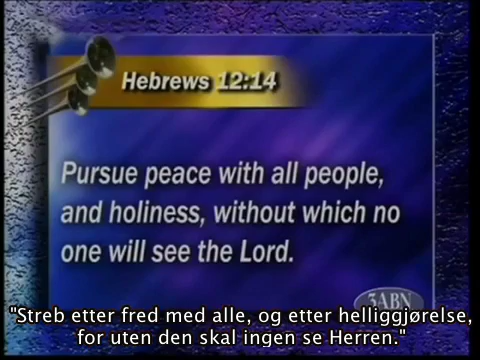 Hebrews 12:14
Pursue peace with all people,
and holiness, without which no
one will see the Lord.
3ABN
"Streb etter fred med alle, og etter helliggjørelse,
for uten den skal ingen se Herren."